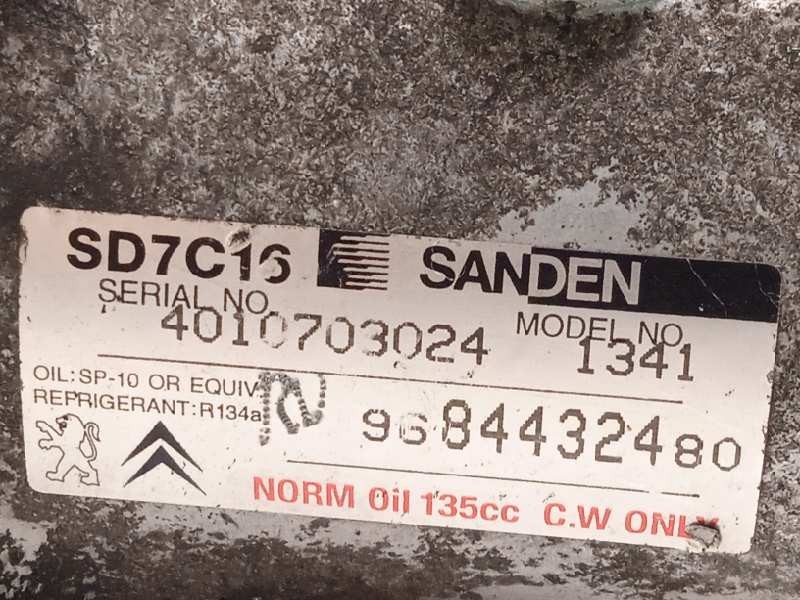 SD7C16 SANDEN
SERIAL NO MODEL NO
4010703024 1341
OIL:SP-10 OR EQUIV
REPRIGERANT:R134a
9684432480
NORM Oil 135cc C.W ONLY